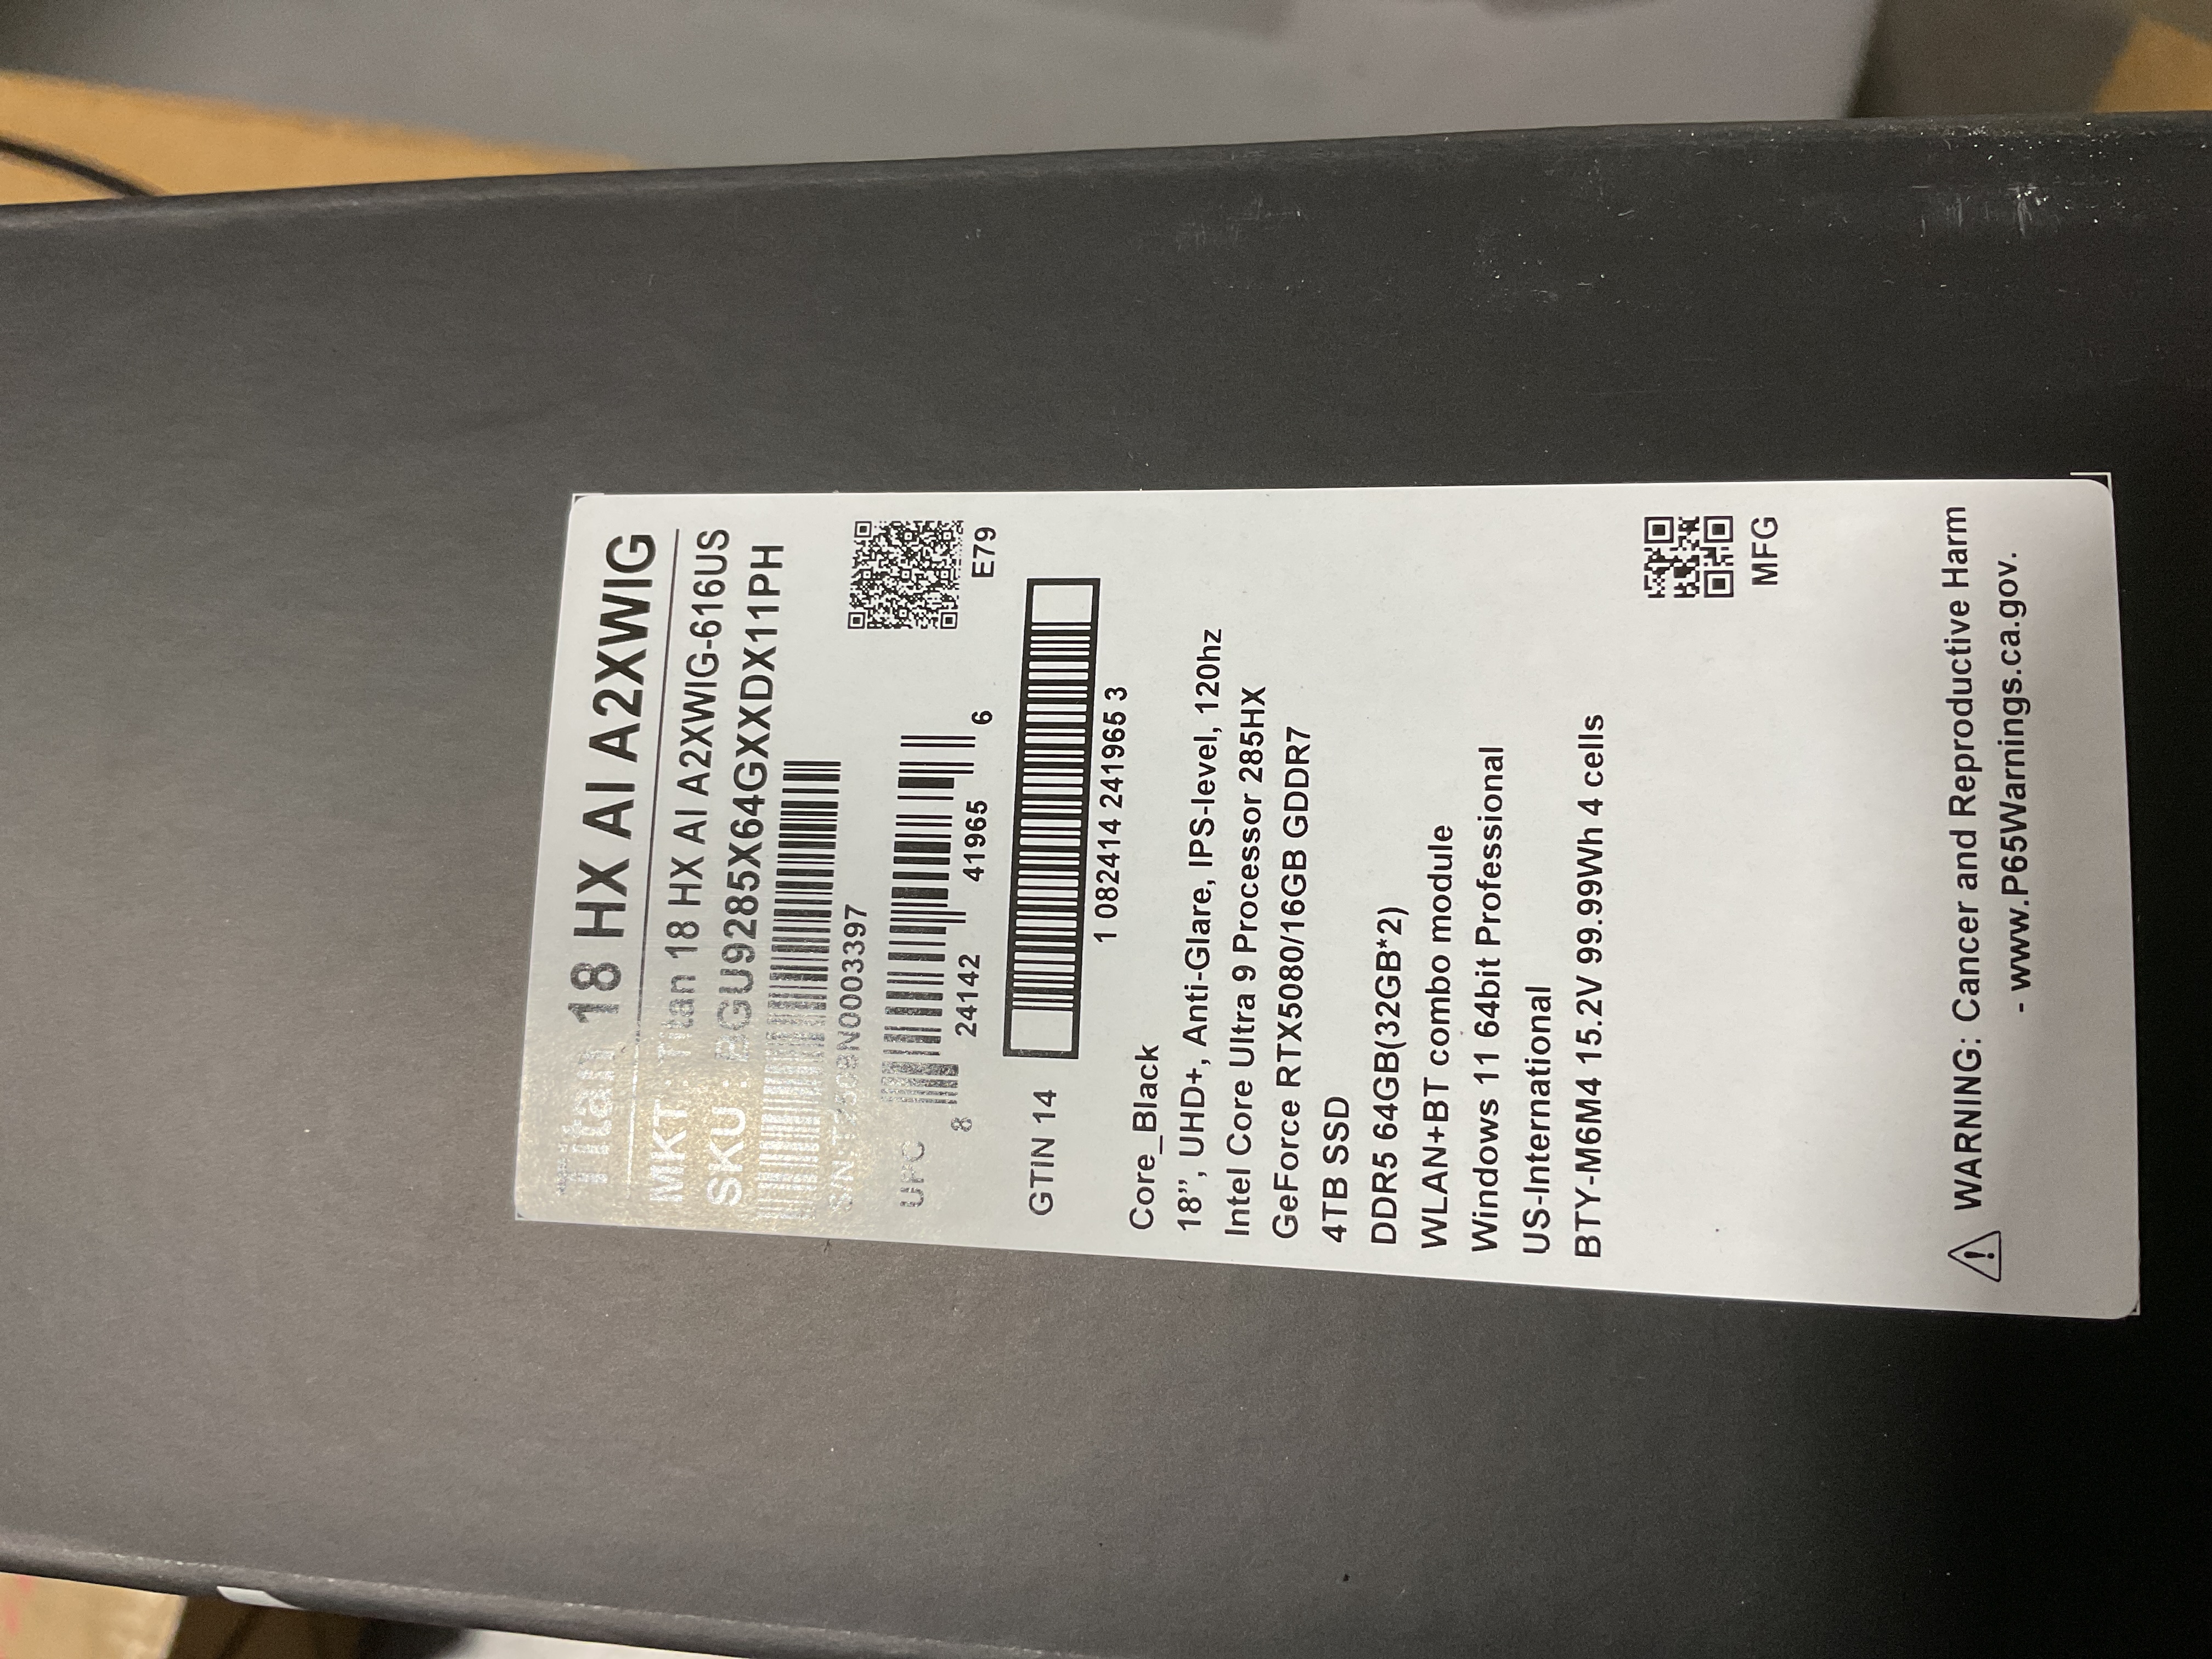 Titan 18 HX AI A2XWIG
MKT : Titan 18 HX AI A2XWIG-616US
SKU : BGU9285X64GXXDX11PH
UPC
8 24142 41965 6
E79
GTIN 14
1 082414 241965 3
Core_Black
18”, UHD+, Anti-Glare, IPS-level, 120hz
Intel Core Ultra 9 Processor 285HX
GeForce RTX5080/16GB GDDR7
4TB SSD
DDR5 64GB(32GB*2)
WLAN+BT combo module
Windows 11 64bit Professional
US-International
BTY-M6M4 15.2V 99.99Wh 4 cells
MFG
WARNING: Cancer and Reproductive Harm
- www.P65Warnings.ca.gov.